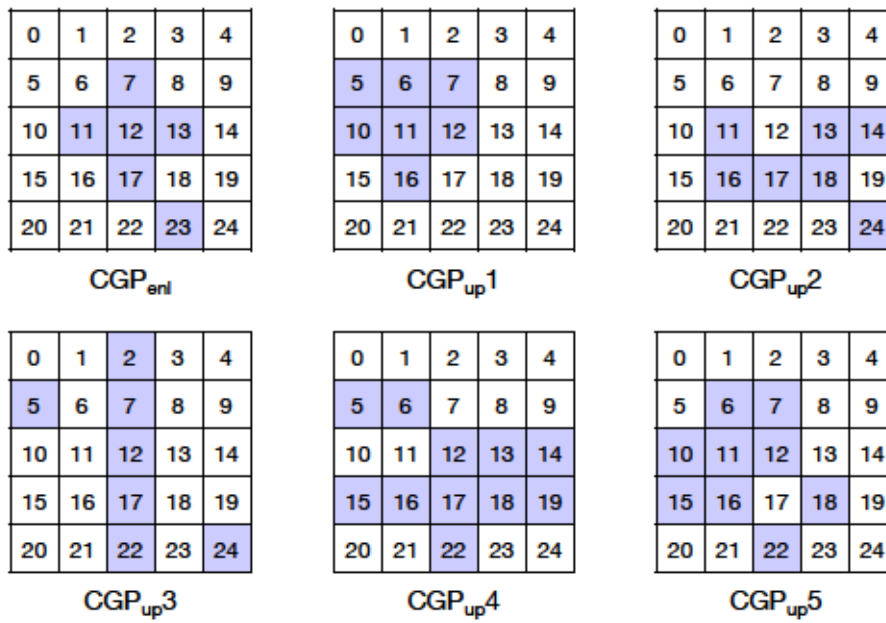 0 1 2 3 4 0 1 2 3 4 0 1 2 3 4
5 6 7 8 9 5 6 7 8 9 5 6 7 8 9
10 11 12 13 14 10 11 12 13 14 10 11 12 13 14
15 16 17 18 19 15 16 17 18 19 15 16 17 18 19
20 21 22 23 24 20 21 22 23 24 20 21 22 23 24
CGPenl CGPup1 CGPup2
0 1 2 3 4 0 1 2 3 4 0 1 2 3 4
5 6 7 8 9 5 6 7 8 9 5 6 7 8 9
10 11 12 13 14 10 11 12 13 14 10 11 12 13 14
15 16 17 18 19 15 16 17 18 19 15 16 17 18 19
20 21 22 23 24 20 21 22 23 24 20 21 22 23 24
CGPup3 CGPup4 CGPup5